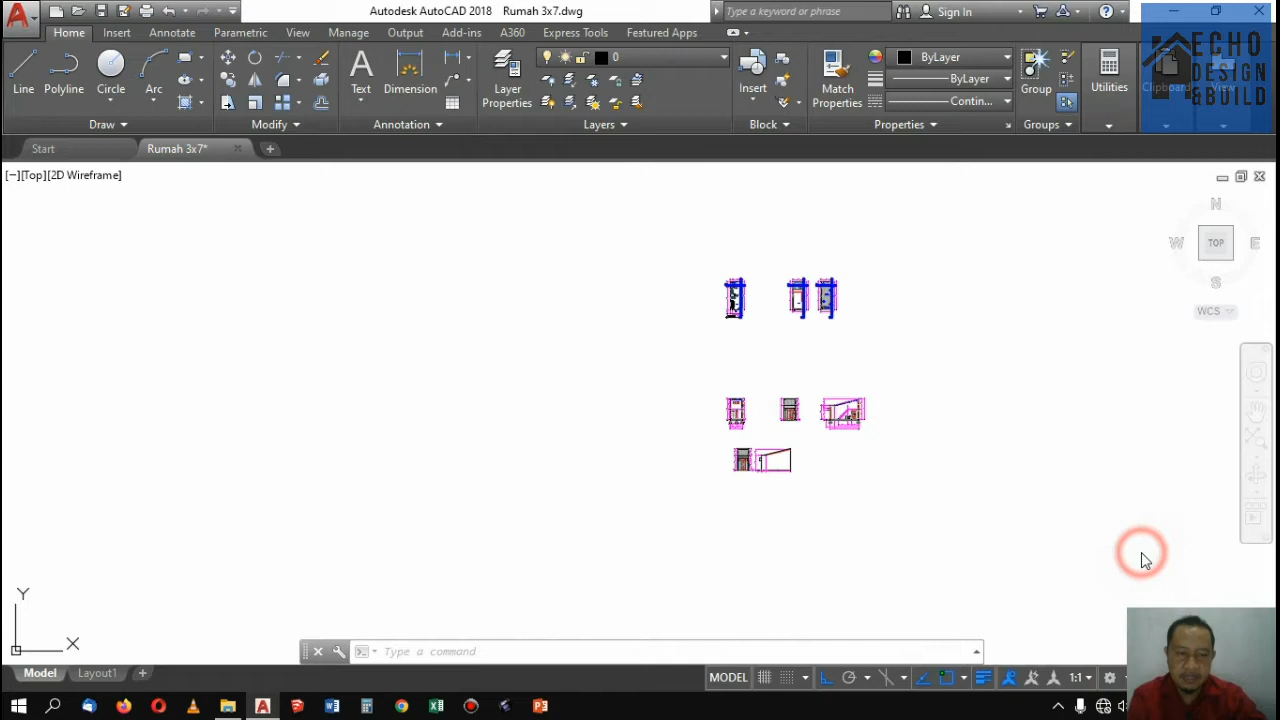 Autodesk AutoCAD 2018 Rumah 3x7.dwg
Type a keyword or phrase
Sign In
Home Insert Annotate Parametric View Manage Output Add-ins A360 Express Tools Featured Apps
ECHO
DESIGN
&BUILD
Line Polyline Circle Arc
Text Dimension
Layer
Properties
0
Insert
Match
Properties
ByLayer
ByLayer
Contin...
Group
Utilities
Clipboard
View
Draw Modify Annotation Layers Block Properties Groups
Start Rumah 3x7*
[−][Top][2D Wireframe]
N
W TOP E
S
WCS
Y
X
Type a command
Model Layout1
MODEL 1:1